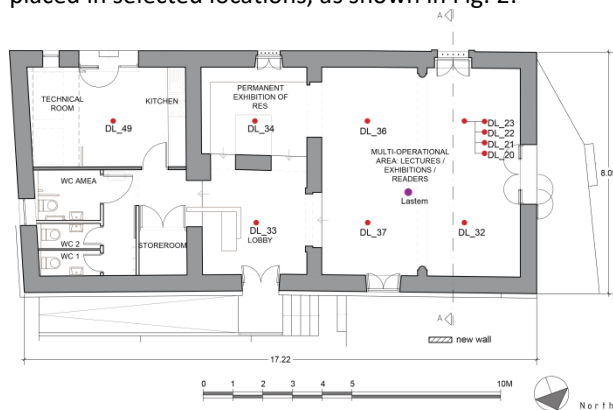 placed in selected locations, as shown in Fig. 2.
A
TECHNICAL
ROOM
KITCHEN
PERMANENT
EXHIBITION OF
RES
DL_49
DL_34
DL_36
DL_23
DL_22
DL_21
DL_20
MULTI-OPERATIONAL
AREA: LECTURES /
EXHIBITIONS /
READERS
WC AMEA
Lastem
WC 2
WC 1
STOREROOM
DL_33
LOBBY
DL_37
DL_32
8.05
A
new wall
17.22
0 1 2 3 4 5 10M
North